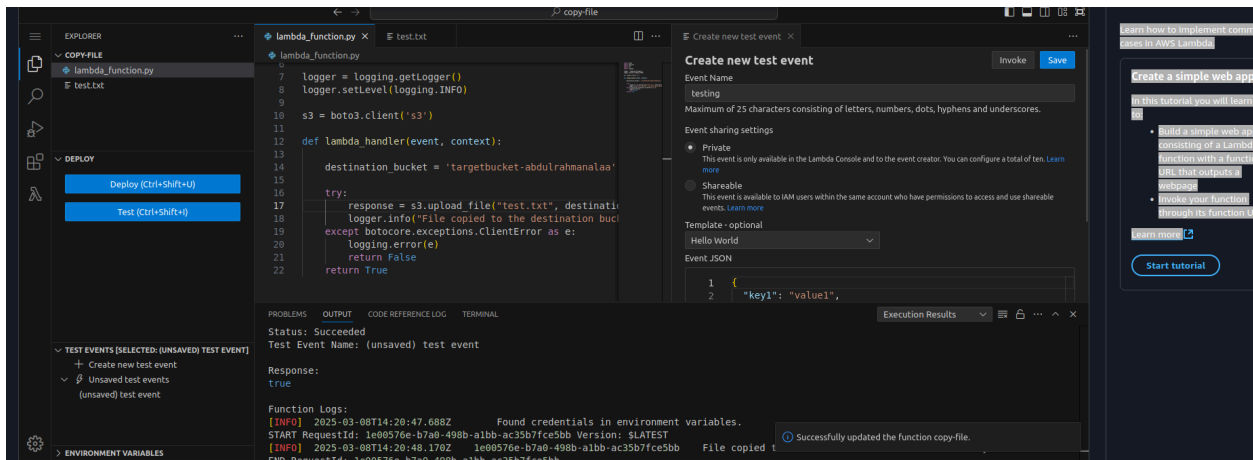 copy-file
EXPLORER
COPY-FILE
lambda_function.py
test.txt
DEPLOY
Deploy (Ctrl+Shift+U)
Test (Ctrl+Shift+I)
TEST EVENTS [SELECTED: (UNSAVED) TEST EVENT]
Create new test event
Unsaved test events
(unsaved) test event
ENVIRONMENT VARIABLES
lambda_function.py
test.txt
lambda_function.py
6
7 logger = logging.getLogger()
8 logger.setLevel(logging.INFO)
9
10 s3 = boto3.client('s3')
11
12 def lambda_handler(event, context):
13
14 destination_bucket = 'targetbucket-abdulrahmanalaa'
15
16 try:
17 response = s3.upload_file("test.txt", destinatio
18 logger.info("File copied to the destination buc
19 except botocore.exceptions.ClientError as e:
20 logging.error(e)
21 return False
22 return True
Create new test event
Create new test event
Invoke
Save
Event Name
testing
Maximum of 25 characters consisting of letters, numbers, dots, hyphens and underscores.
Event sharing settings
Private
This event is only available in the Lambda Console and to the event creator. You can configure a total of ten. Learn
more
Shareable
This event is available to IAM users within the same account who have permissions to access and use shareable
events. Learn more
Template - optional
Hello World
Event JSON
1 {
2 "key1": "value1",
PROBLEMS OUTPUT CODE REFERENCE LOG TERMINAL
Execution Results
Status: Succeeded
Test Event Name: (unsaved) test event
Response:
true
Function Logs:
[INFO] 2025-03-08T14:20:47.688Z Found credentials in environment variables.
START RequestId: 1e00576e-b7a0-498b-a1bb-ac35b7fce5bb Version: $LATEST
[INFO] 2025-03-08T14:20:48.170Z 1e00576e-b7a0-498b-a1bb-ac35b7fce5bb File copied t
END RequestId: 1e00576e-b7a0-498b-a1bb-ac35b7fce5bb
Successfully updated the function copy-file.
Learn how to implement comm
cases in AWS Lambda.
Create a simple web app
In this tutorial you will learn
to:
Build a simple web app
consisting of a Lambd
function with a functio
URL that outputs a
webpage
Invoke your function
through its function U
Learn more
Start tutorial